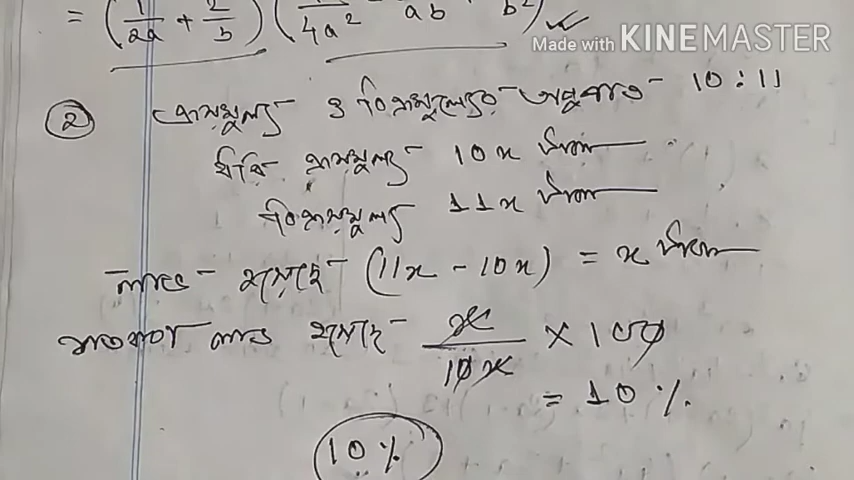 = (1/2a + 2/b) (1/4a² ab b²)
Made with KINEMASTER
২ ক্রয়মূল্য ও বিক্রয়মূল্যের অনুপাত 10 : 11
ধরি ক্রয়মূল্য 10x টাকা
বিক্রয়মূল্য 11x টাকা
লাভ হয়েছে (11x - 10x) = x টাকা
শতকরা লাভ হয়েছে x/10x × 100
= 10 %.
10 %